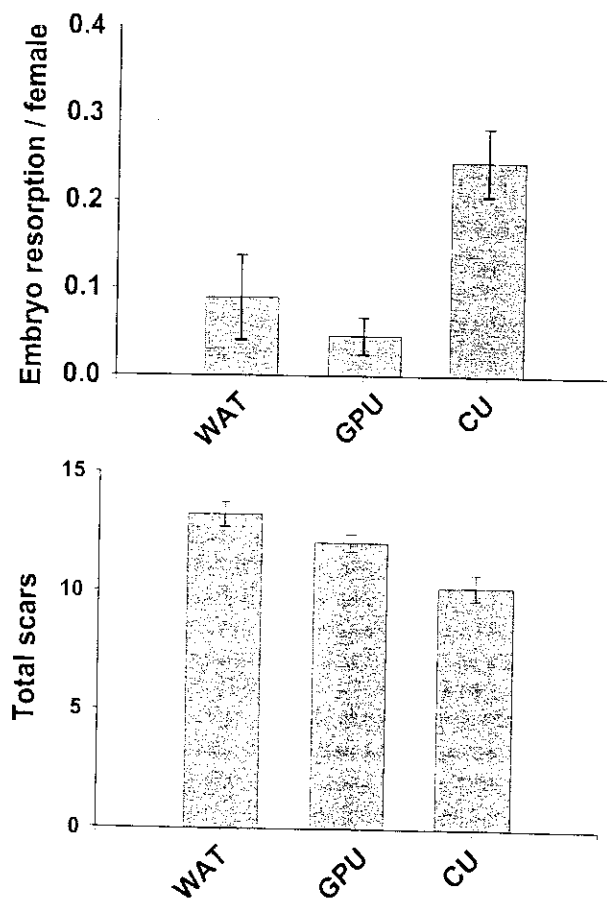 Embryo resorption / female
0.4
0.3
0.2
0.1
0.0
WAT
GPU
CU
Total scars
15
10
5
0
WAT
GPU
CU